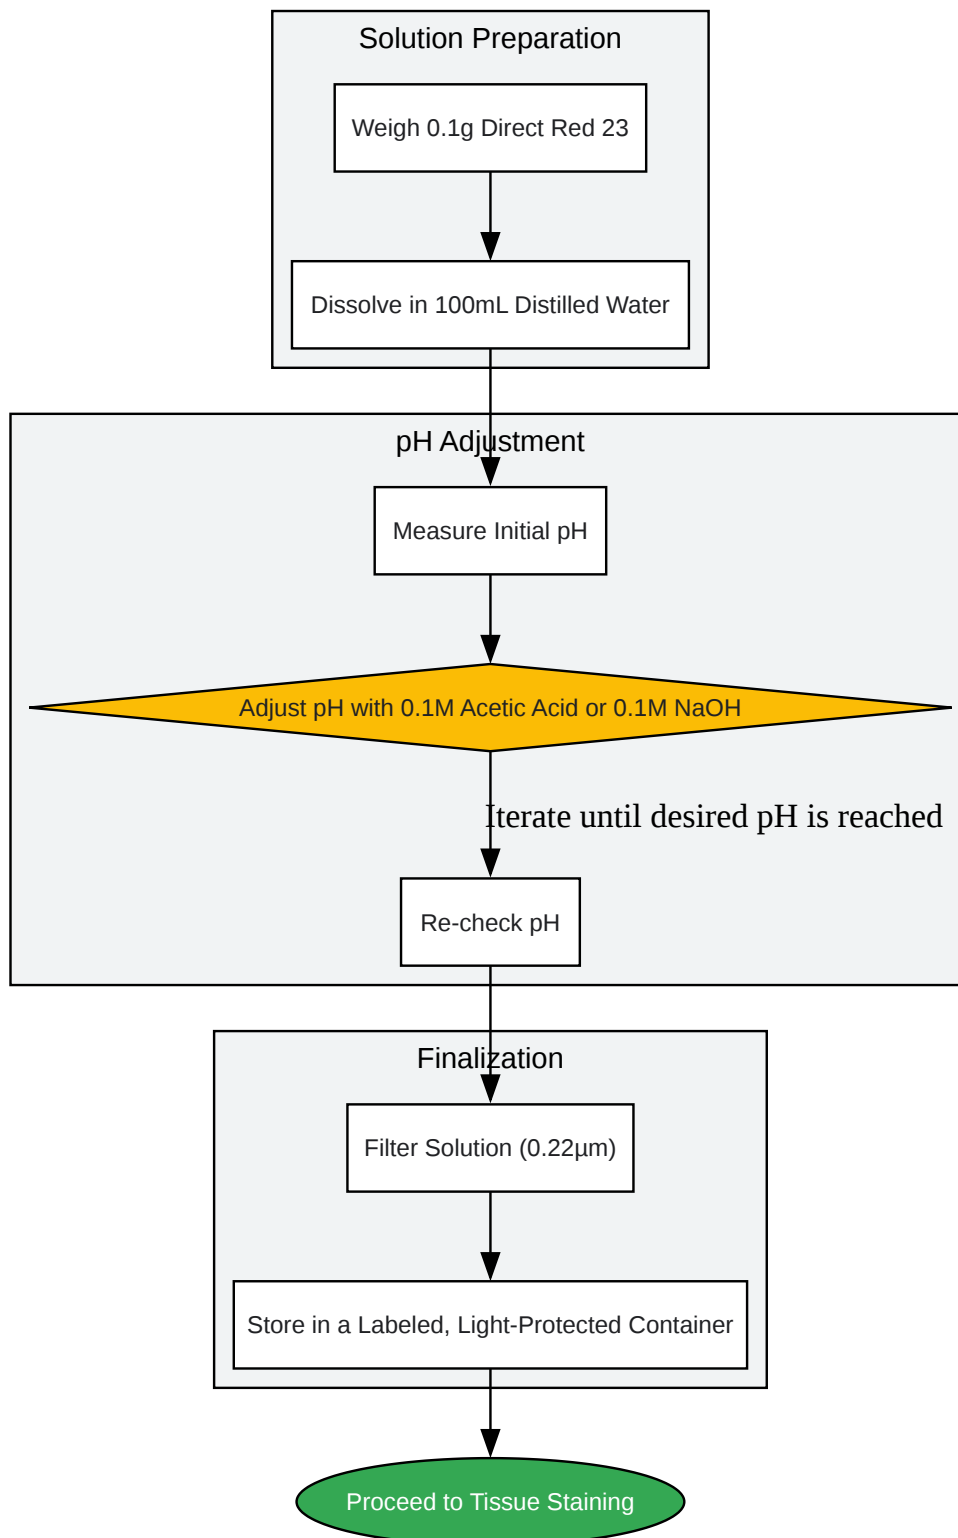 Solution Preparation
Weigh 0.1g Direct Red 23
Dissolve in 100mL Distilled Water
pH Adjustment
Measure Initial pH
Adjust pH with 0.1M Acetic Acid or 0.1M NaOH
Iterate until desired pH is reached
Re-check pH
Finalization
Filter Solution (0.22µm)
Store in a Labeled, Light-Protected Container
Proceed to Tissue Staining